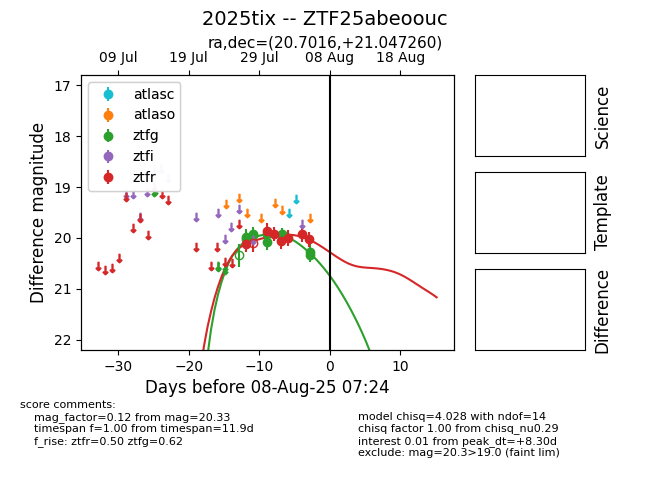 2025tix -- ZTF25abeoouc
ra,dec=(20.7016,+21.047260)
09 Jul 19 Jul 29 Jul 08 Aug 18 Aug
17
18
19
20
21
22
Difference magnitude
atlasc
atlaso
ztfg
ztfi
ztfr
−30 −20 −10 0 10
Days before 08-Aug-25 07:24
Science
Template
Difference
score comments:
mag_factor=0.12 from mag=20.33
timespan f=1.00 from timespan=11.9d
f_rise: ztfr=0.50 ztfg=0.62
model chisq=4.028 with ndof=14
chisq factor 1.00 from chisq_nu0.29
interest 0.01 from peak_dt=+8.30d
exclude: mag=20.3>19.0 (faint lim)